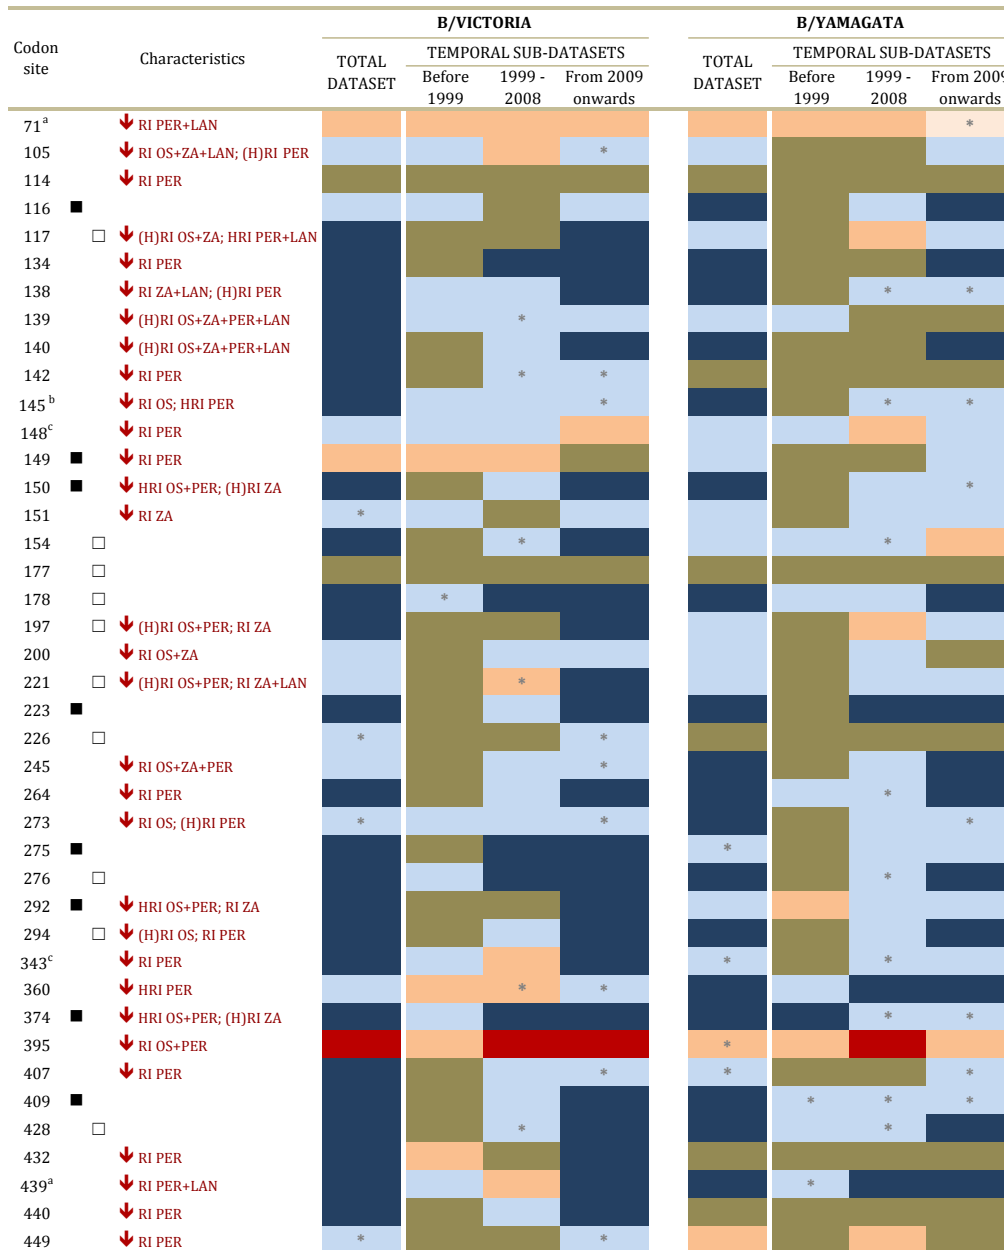 B/VICTORIA B/YAMAGATA
Codon site Characteristics TOTAL DATASET TEMPORAL SUB-DATASETS TOTAL DATASET TEMPORAL SUB-DATASETS
Before 1999 1999 - 2008 From 2009 onwards Before 1999 1999 - 2008 From 2009 onwards
71a ↓ RI PER+LAN *
105 ↓ RI OS+ZA+LAN; (H)RI PER *
114 ↓ RI PER
116 ■
117 □ ↓ (H)RI OS+ZA; HRI PER+LAN
134 ↓ RI PER
138 ↓ RI ZA+LAN; (H)RI PER * *
139 ↓ (H)RI OS+ZA+PER+LAN *
140 ↓ (H)RI OS+ZA+PER+LAN
142 ↓ RI PER * *
145 b ↓ RI OS; HRI PER * * *
148c ↓ RI PER
149 ■ ↓ RI PER
150 ■ ↓ HRI OS+PER; (H)RI ZA *
151 ↓ RI ZA *
154 □ * *
177 □
178 □ *
197 □ ↓ (H)RI OS+PER; RI ZA
200 ↓ RI OS+ZA
221 □ ↓ (H)RI OS+PER; RI ZA+LAN *
223 ■
226 □ * *
245 ↓ RI OS+ZA+PER *
264 ↓ RI PER *
273 ↓ RI OS; (H)RI PER * * *
275 ■ *
276 □ *
292 ■ ↓ HRI OS+PER; RI ZA
294 □ ↓ (H)RI OS; RI PER
343c ↓ RI PER * *
360 ↓ HRI PER * *
374 ■ ↓ HRI OS+PER; (H)RI ZA * *
395 ↓ RI OS+PER *
407 ↓ RI PER * * *
409 ■ * * *
428 □ * *
432 ↓ RI PER
439a ↓ RI PER+LAN *
440 ↓ RI PER
449 ↓ RI PER * *